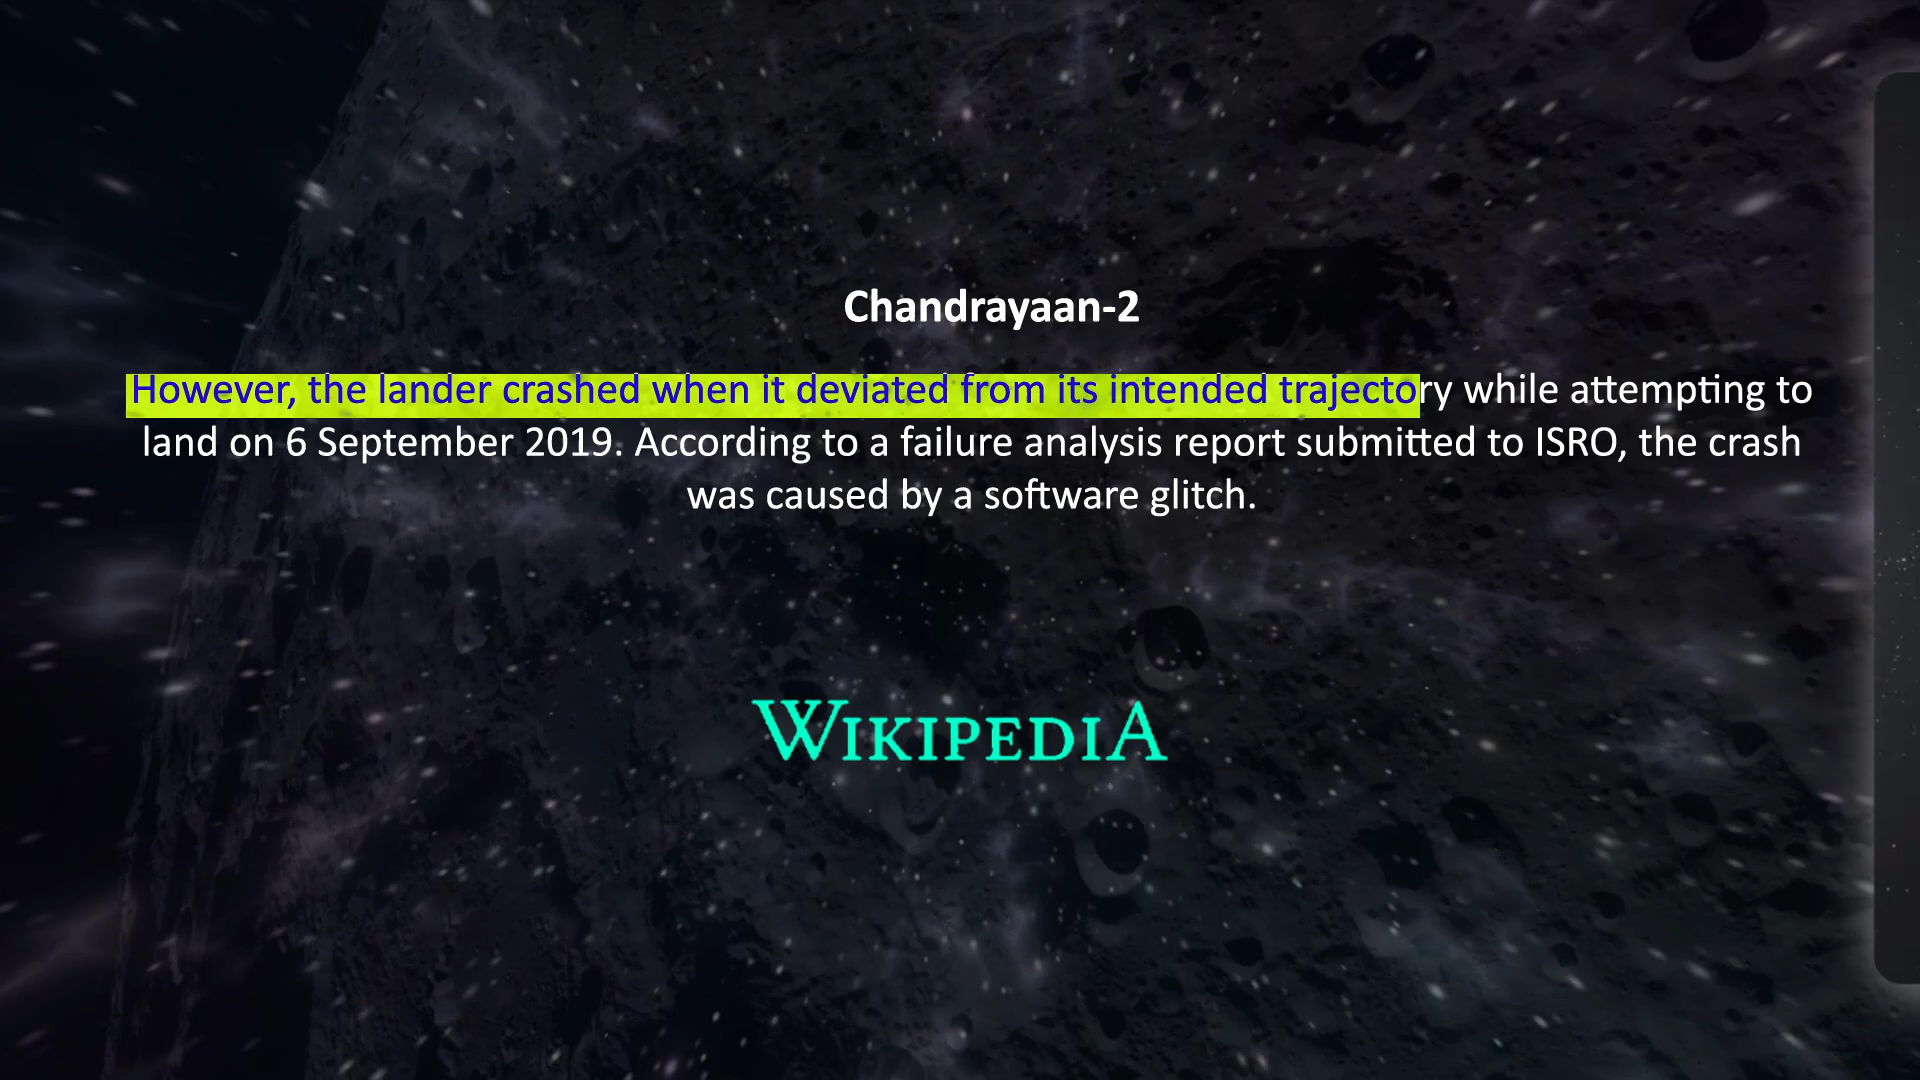 Chandrayaan-2
However, the lander crashed when it deviated from its intended trajectory while attempting to
land on 6 September 2019. According to a failure analysis report submitted to ISRO, the crash
was caused by a software glitch.
WIKIPEDIA